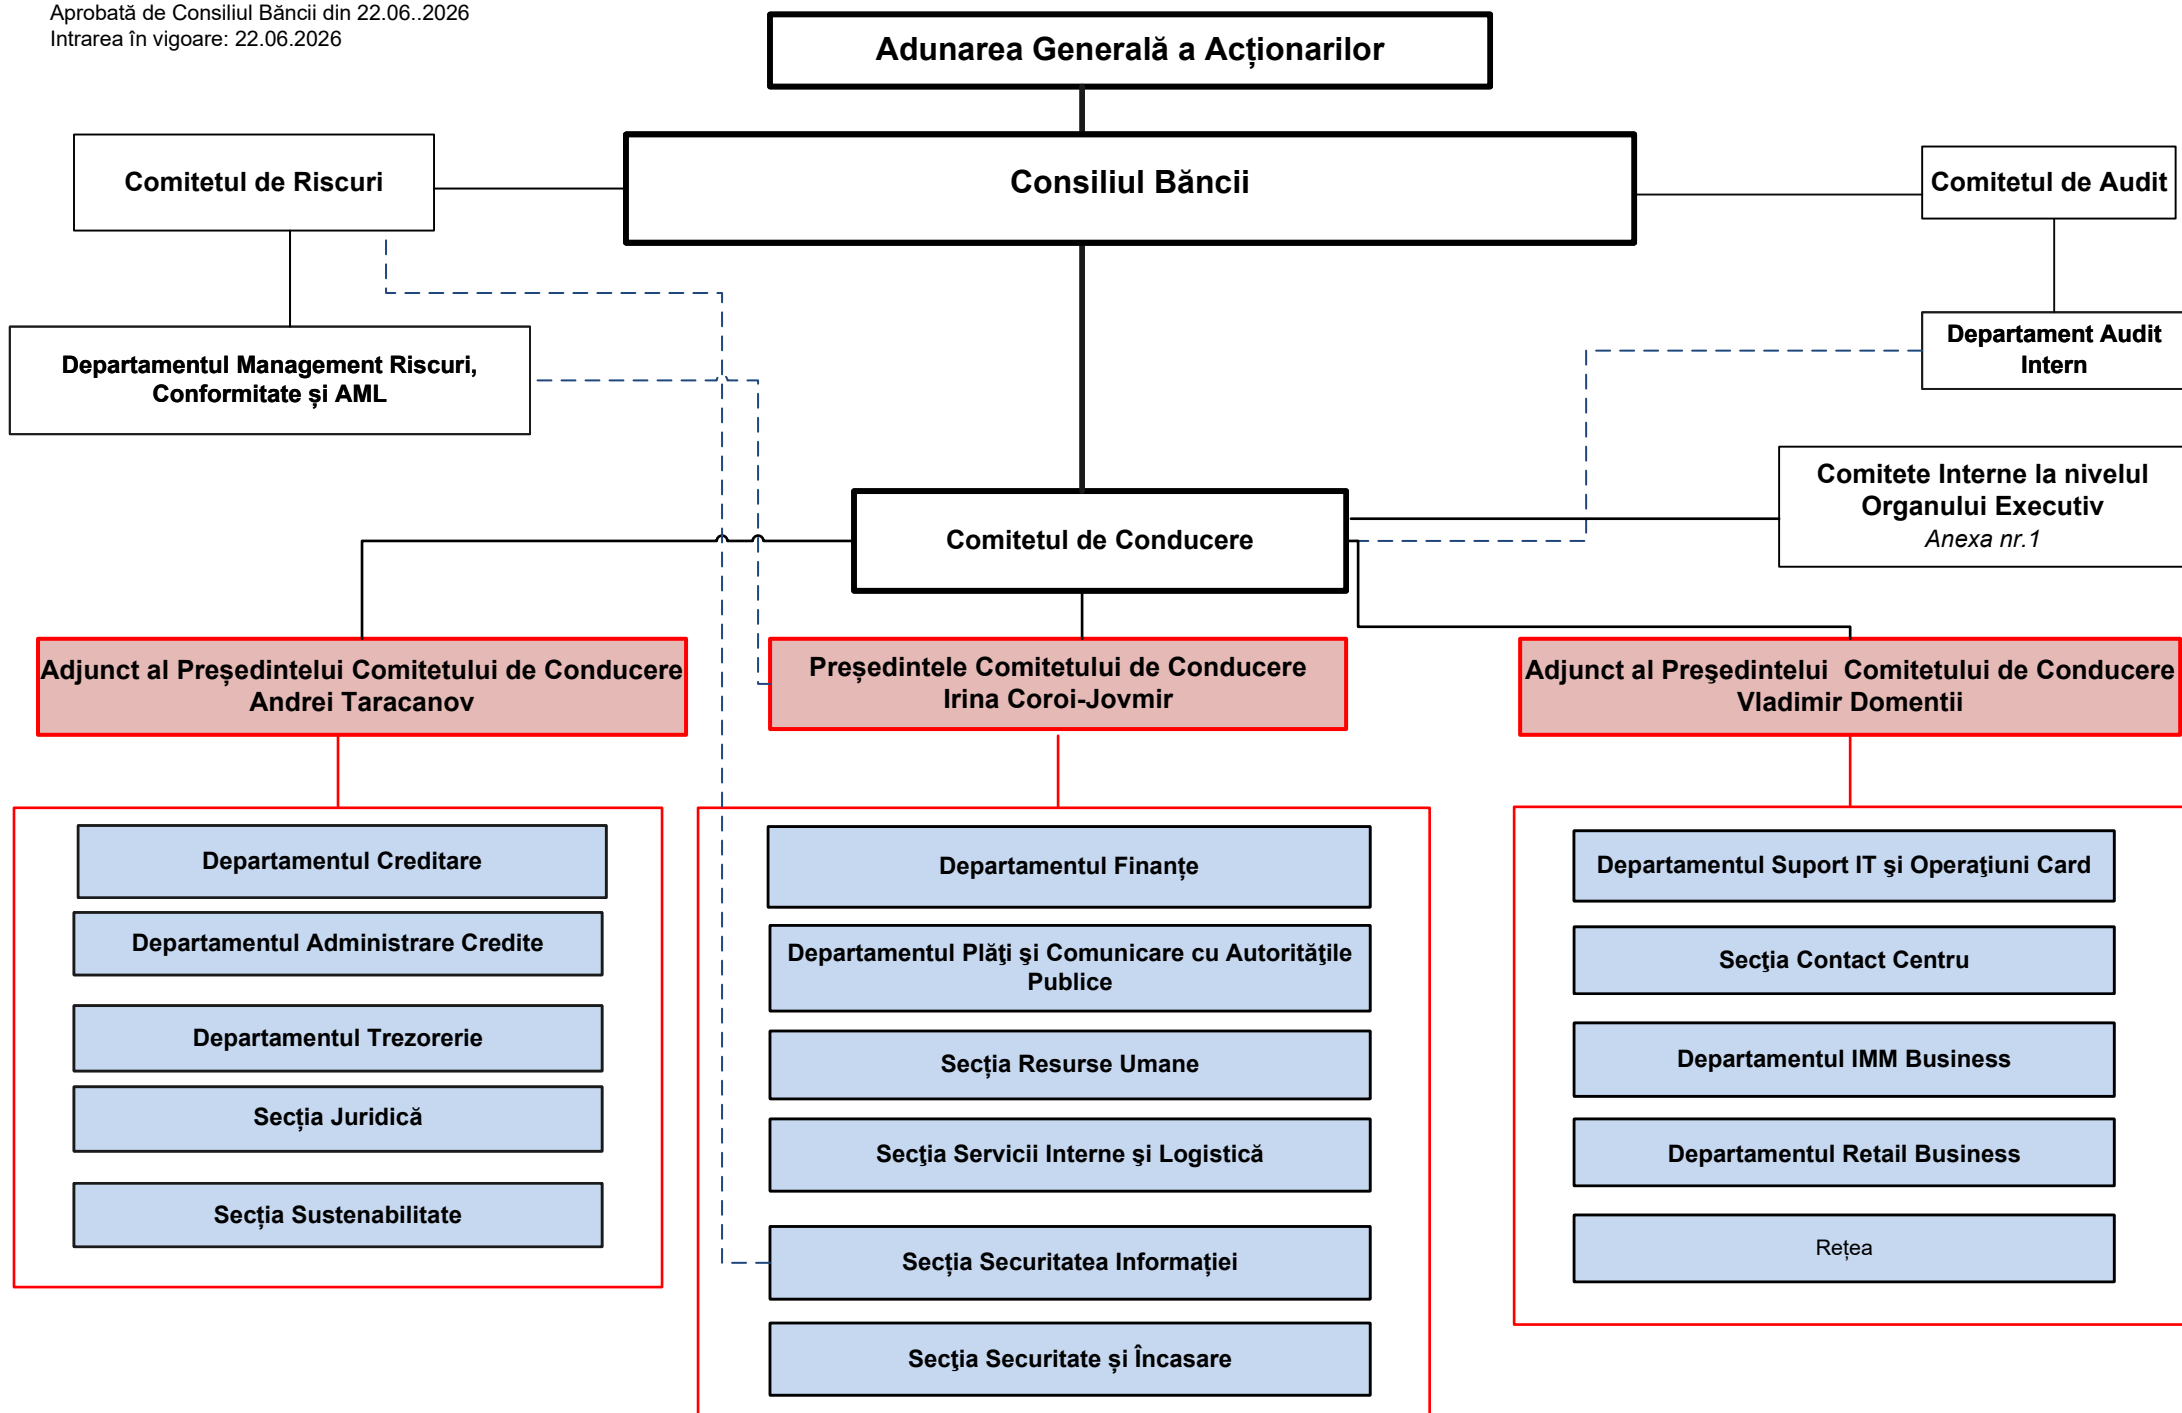 Aprobată de Consiliul Băncii din 22.06..2026
Intrarea în vigoare: 22.06.2026
Adunarea Generală a Acționarilor
Comitetul de Riscuri
Consiliul Băncii
Comitetul de Audit
Departamentul Management Riscuri,
Conformitate și AML
Departament Audit
Intern
Comitete Interne la nivelul
Organului Executiv
Anexa nr.1
Comitetul de Conducere
Adjunct al Președintelui Comitetului de Conducere
Andrei Taracanov
Președintele Comitetului de Conducere
Irina Coroi-Jovmir
Adjunct al Preşedintelui  Comitetului de Conducere
Vladimir Domentii
Departamentul Creditare
Departamentul Administrare Credite
Departamentul Trezorerie
Secția Juridică
Secția Sustenabilitate
Departamentul Finanțe
Departamentul Plăţi şi Comunicare cu Autorităţile
Publice
Secția Resurse Umane
Secţia Servicii Interne şi Logistică
Secția Securitatea Informației
Secţia Securitate și Încasare
Departamentul Suport IT şi Operaţiuni Card
Secţia Contact Centru
Departamentul IMM Business
Departamentul Retail Business
Rețea